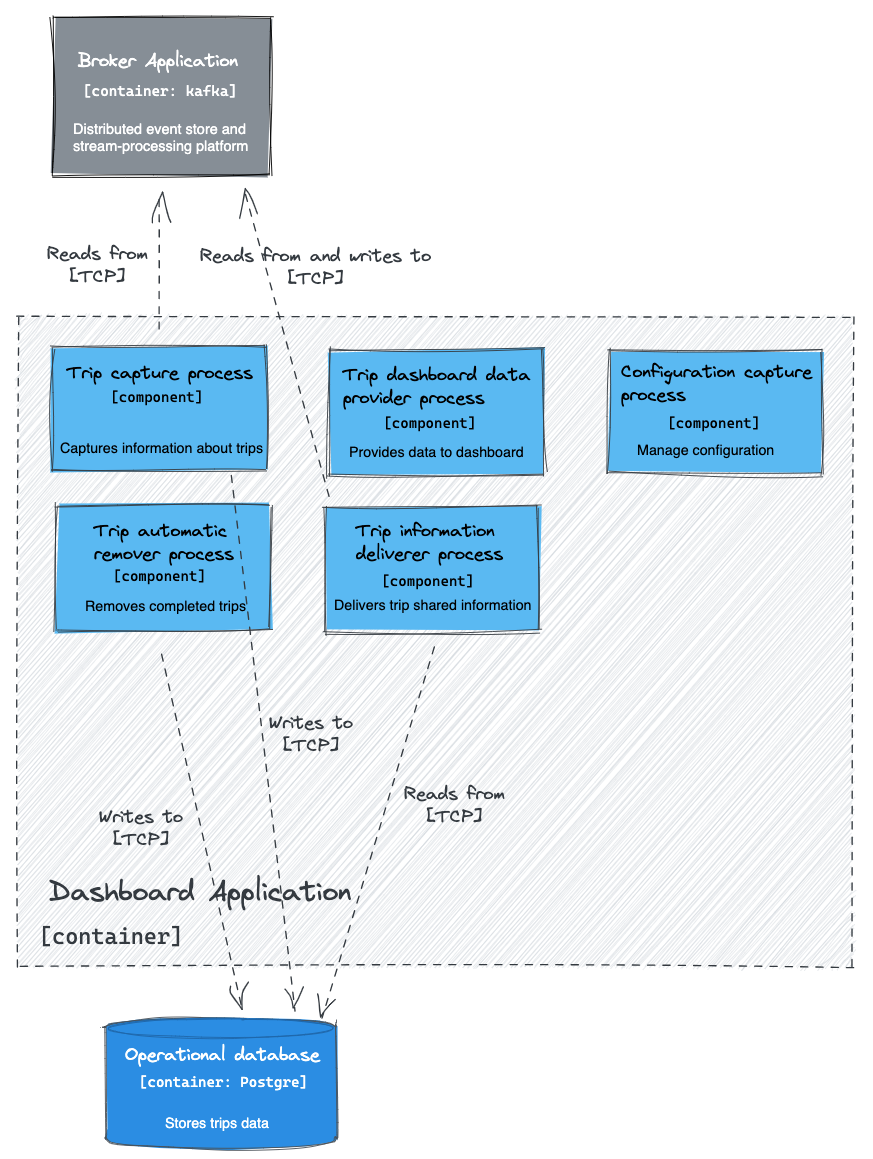 Broker Application
[container: kafka]
Distributed event store and
stream-processing platform
Reads from
[TCP]
Reads from and writes to
[TCP]
Trip capture process
[component]
Captures information about trips
Trip dashboard data
provider process
[component]
Provides data to dashboard
Configuration capture
process
[component]
Manage configuration
Trip automatic
remover process
[component]
Removes completed trips
Trip information
deliverer process
[component]
Delivers trip shared information
Writes to
[TCP]
Reads from
[TCP]
Writes to
[TCP]
Dashboard Application
[container]
Operational database
[container: Postgre]
Stores trips data